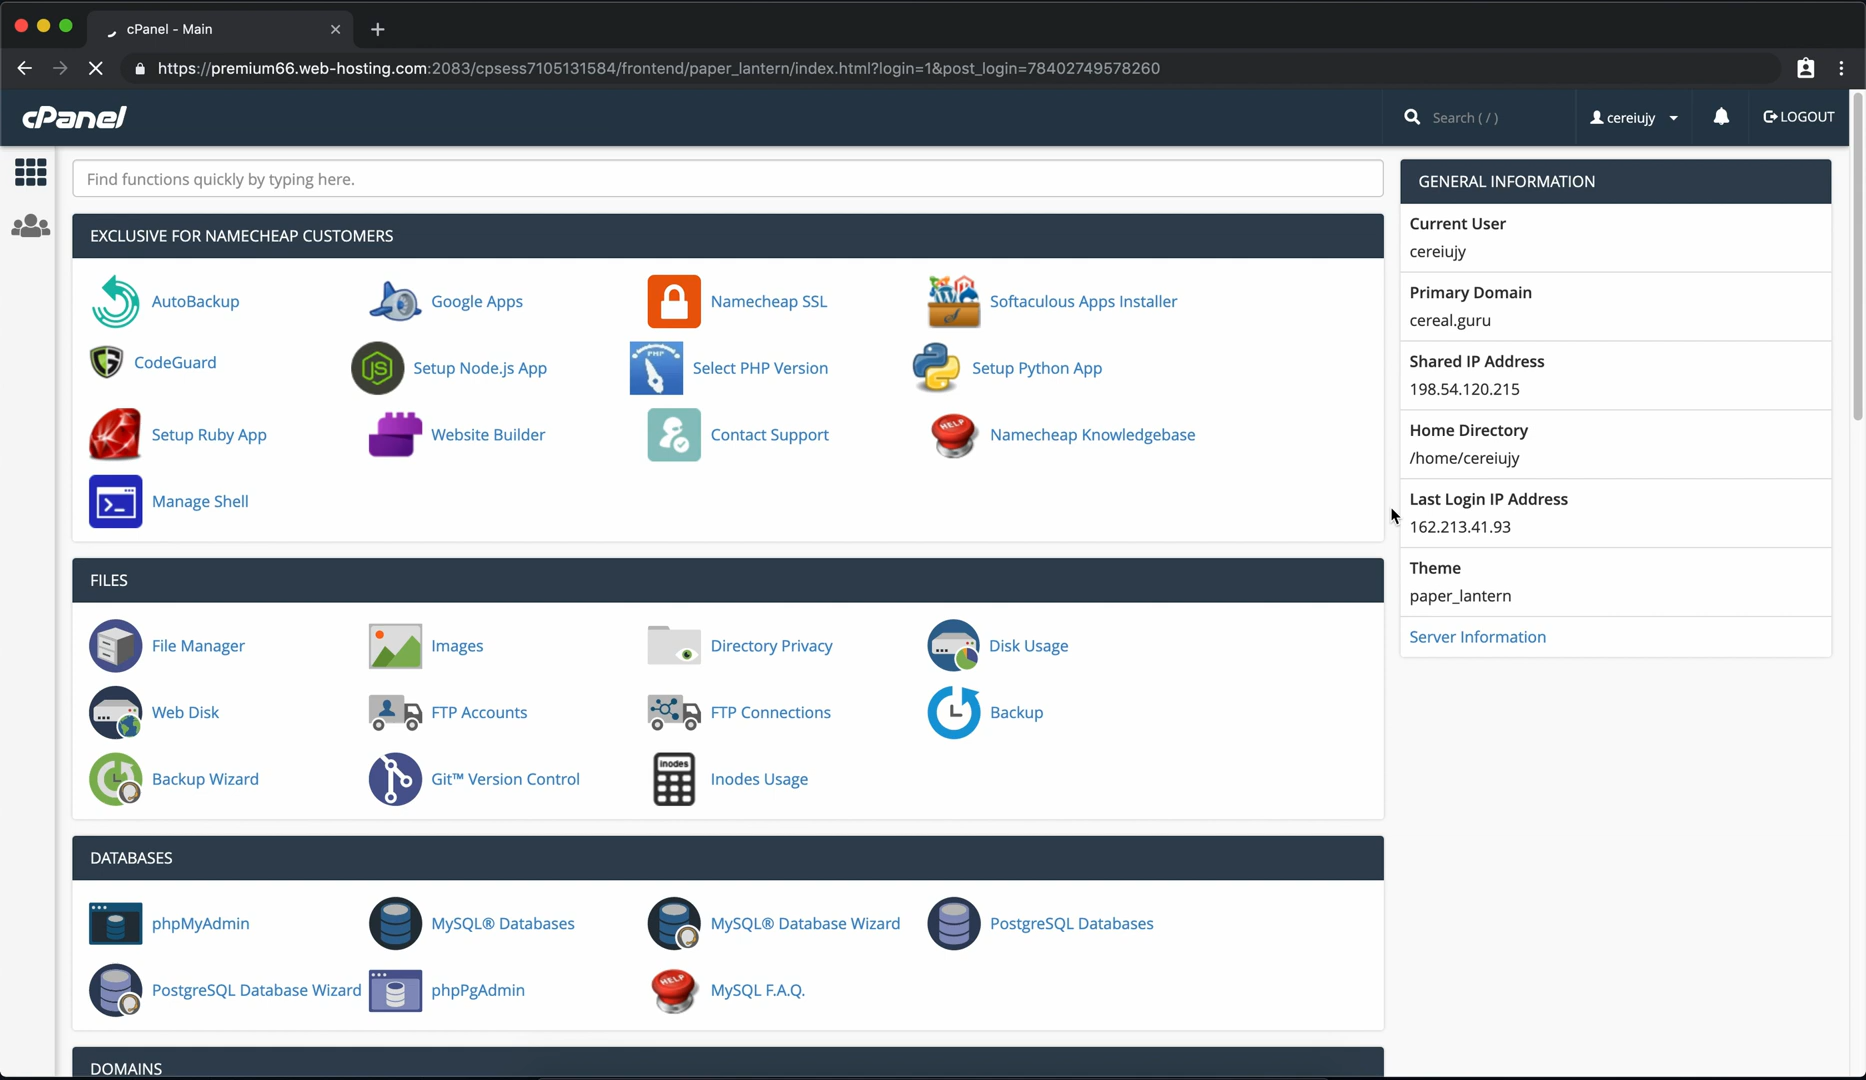 cPanel - Main
https://premium66.web-hosting.com:2083/cpsess7105131584/frontend/paper_lantern/index.html?login=1&post_login=78402749578260
cPanel
Search ( / )
cereiujy
LOGOUT
Find functions quickly by typing here.
EXCLUSIVE FOR NAMECHEAP CUSTOMERS
AutoBackup
Google Apps
Namecheap SSL
Softaculous Apps Installer
CodeGuard
Setup Node.js App
PHP
Select PHP Version
Setup Python App
Setup Ruby App
Website Builder
Contact Support
HELP
Namecheap Knowledgebase
Manage Shell
FILES
File Manager
Images
Directory Privacy
Disk Usage
Web Disk
FTP Accounts
FTP Connections
Backup
Backup Wizard
Git™ Version Control
inodes
Inodes Usage
DATABASES
phpMyAdmin
MySQL® Databases
MySQL® Database Wizard
PostgreSQL Databases
PostgreSQL Database Wizard
phpPgAdmin
HELP
MySQL F.A.Q.
DOMAINS
GENERAL INFORMATION
Current User
cereiujy
Primary Domain
cereal.guru
Shared IP Address
198.54.120.215
Home Directory
/home/cereiujy
Last Login IP Address
162.213.41.93
Theme
paper_lantern
Server Information